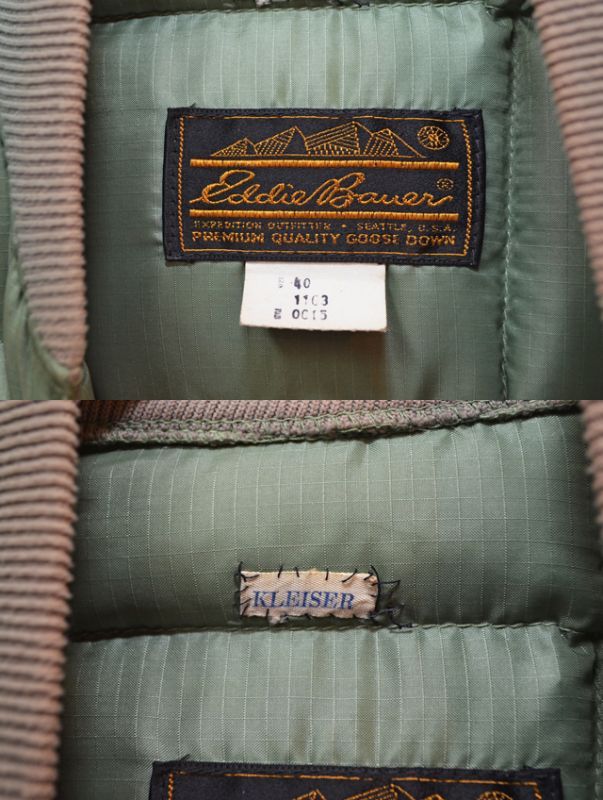 Eddie Bauer ®
EXPEDITION OUTFITTER • SEATTLE, U.S.A.
PREMIUM QUALITY GOOSE DOWN
40
1103
0015
KLEISER